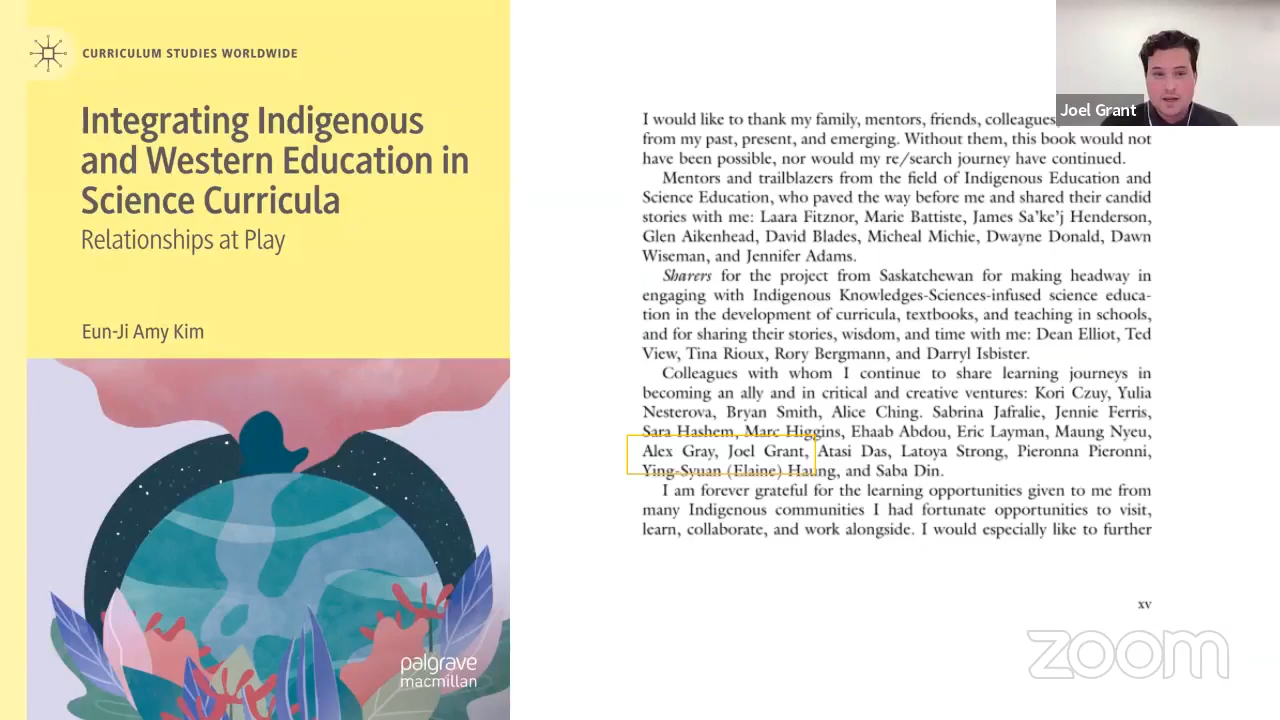 CURRICULUM STUDIES WORLDWIDE
Integrating Indigenous
and Western Education in
Science Curricula
Relationships at Play
Eun-Ji Amy Kim
palgrave
macmillan
Joel Grant
I would like to thank my family, mentors, friends, colleagues
from my past, present, and emerging. Without them, this book would not
have been possible, nor would my re/search journey have continued.
Mentors and trailblazers from the field of Indigenous Education and
Science Education, who paved the way before me and shared their candid
stories with me: Laara Fitznor, Marie Battiste, James Sa'ke'j Henderson,
Glen Aikenhead, David Blades, Micheal Michie, Dwayne Donald, Dawn
Wiseman, and Jennifer Adams.
Sharers for the project from Saskatchewan for making headway in
engaging with Indigenous Knowledges-Sciences-infused science educa-
tion in the development of curricula, textbooks, and teaching in schools,
and for sharing their stories, wisdom, and time with me: Dean Elliot, Ted
View, Tina Rioux, Rory Bergmann, and Darryl Isbister.
Colleagues with whom I continue to share learning journeys in
becoming an ally and in critical and creative ventures: Kori Czuy, Yulia
Nesterova, Bryan Smith, Alice Ching. Sabrina Jafralie, Jennie Ferris,
Sara Hashem, Marc Higgins, Ehaab Abdou, Eric Layman, Maung Nyeu,
Alex Gray, Joel Grant, Atasi Das, Latoya Strong, Pieronna Pieronni,
Ying-Syuan (Elaine) Haung, and Saba Din.
I am forever grateful for the learning opportunities given to me from
many Indigenous communities I had fortunate opportunities to visit,
learn, collaborate, and work alongside. I would especially like to further
xv
zoom